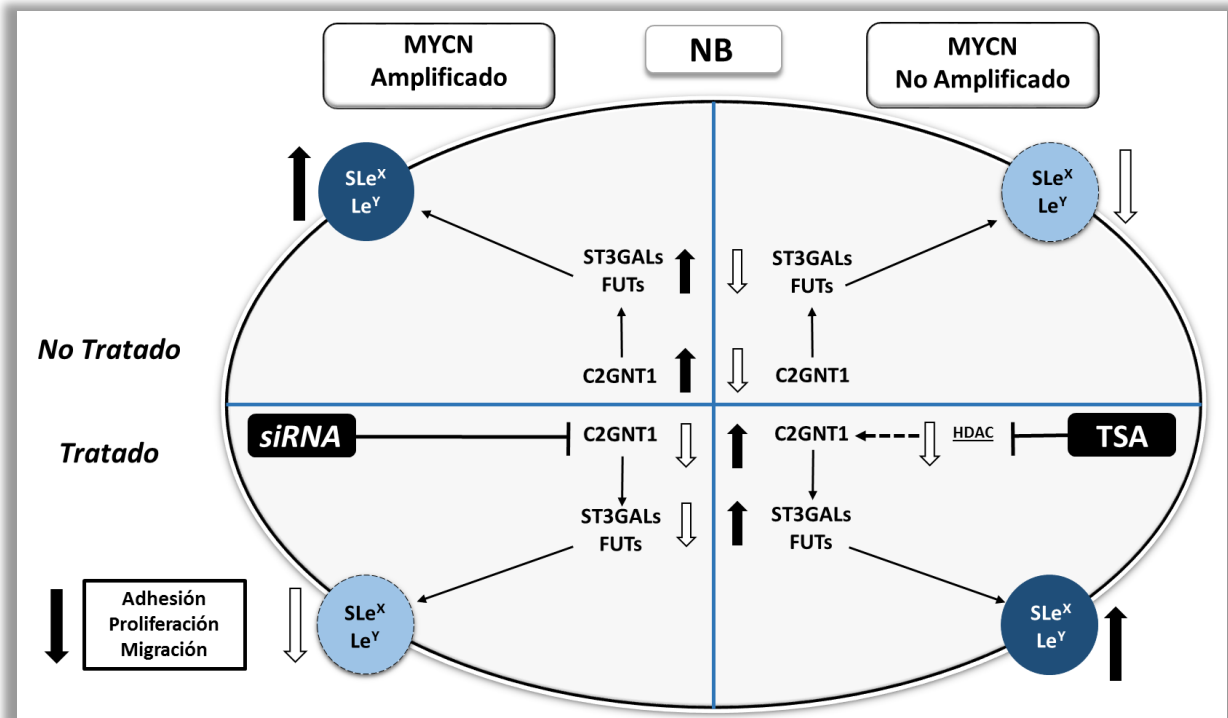 MYCN
Amplificado
NB
MYCN
No Amplificado
SLeˣ
Leʸ
SLeˣ
Leʸ
ST3GALs
FUTs
ST3GALs
FUTs
No Tratado
C2GNT1
C2GNT1
Tratado
siRNA
C2GNT1
C2GNT1
HDAC
TSA
ST3GALs
FUTs
ST3GALs
FUTs
Adhesión
Proliferación
Migración
SLeˣ
Leʸ
SLeˣ
Leʸ